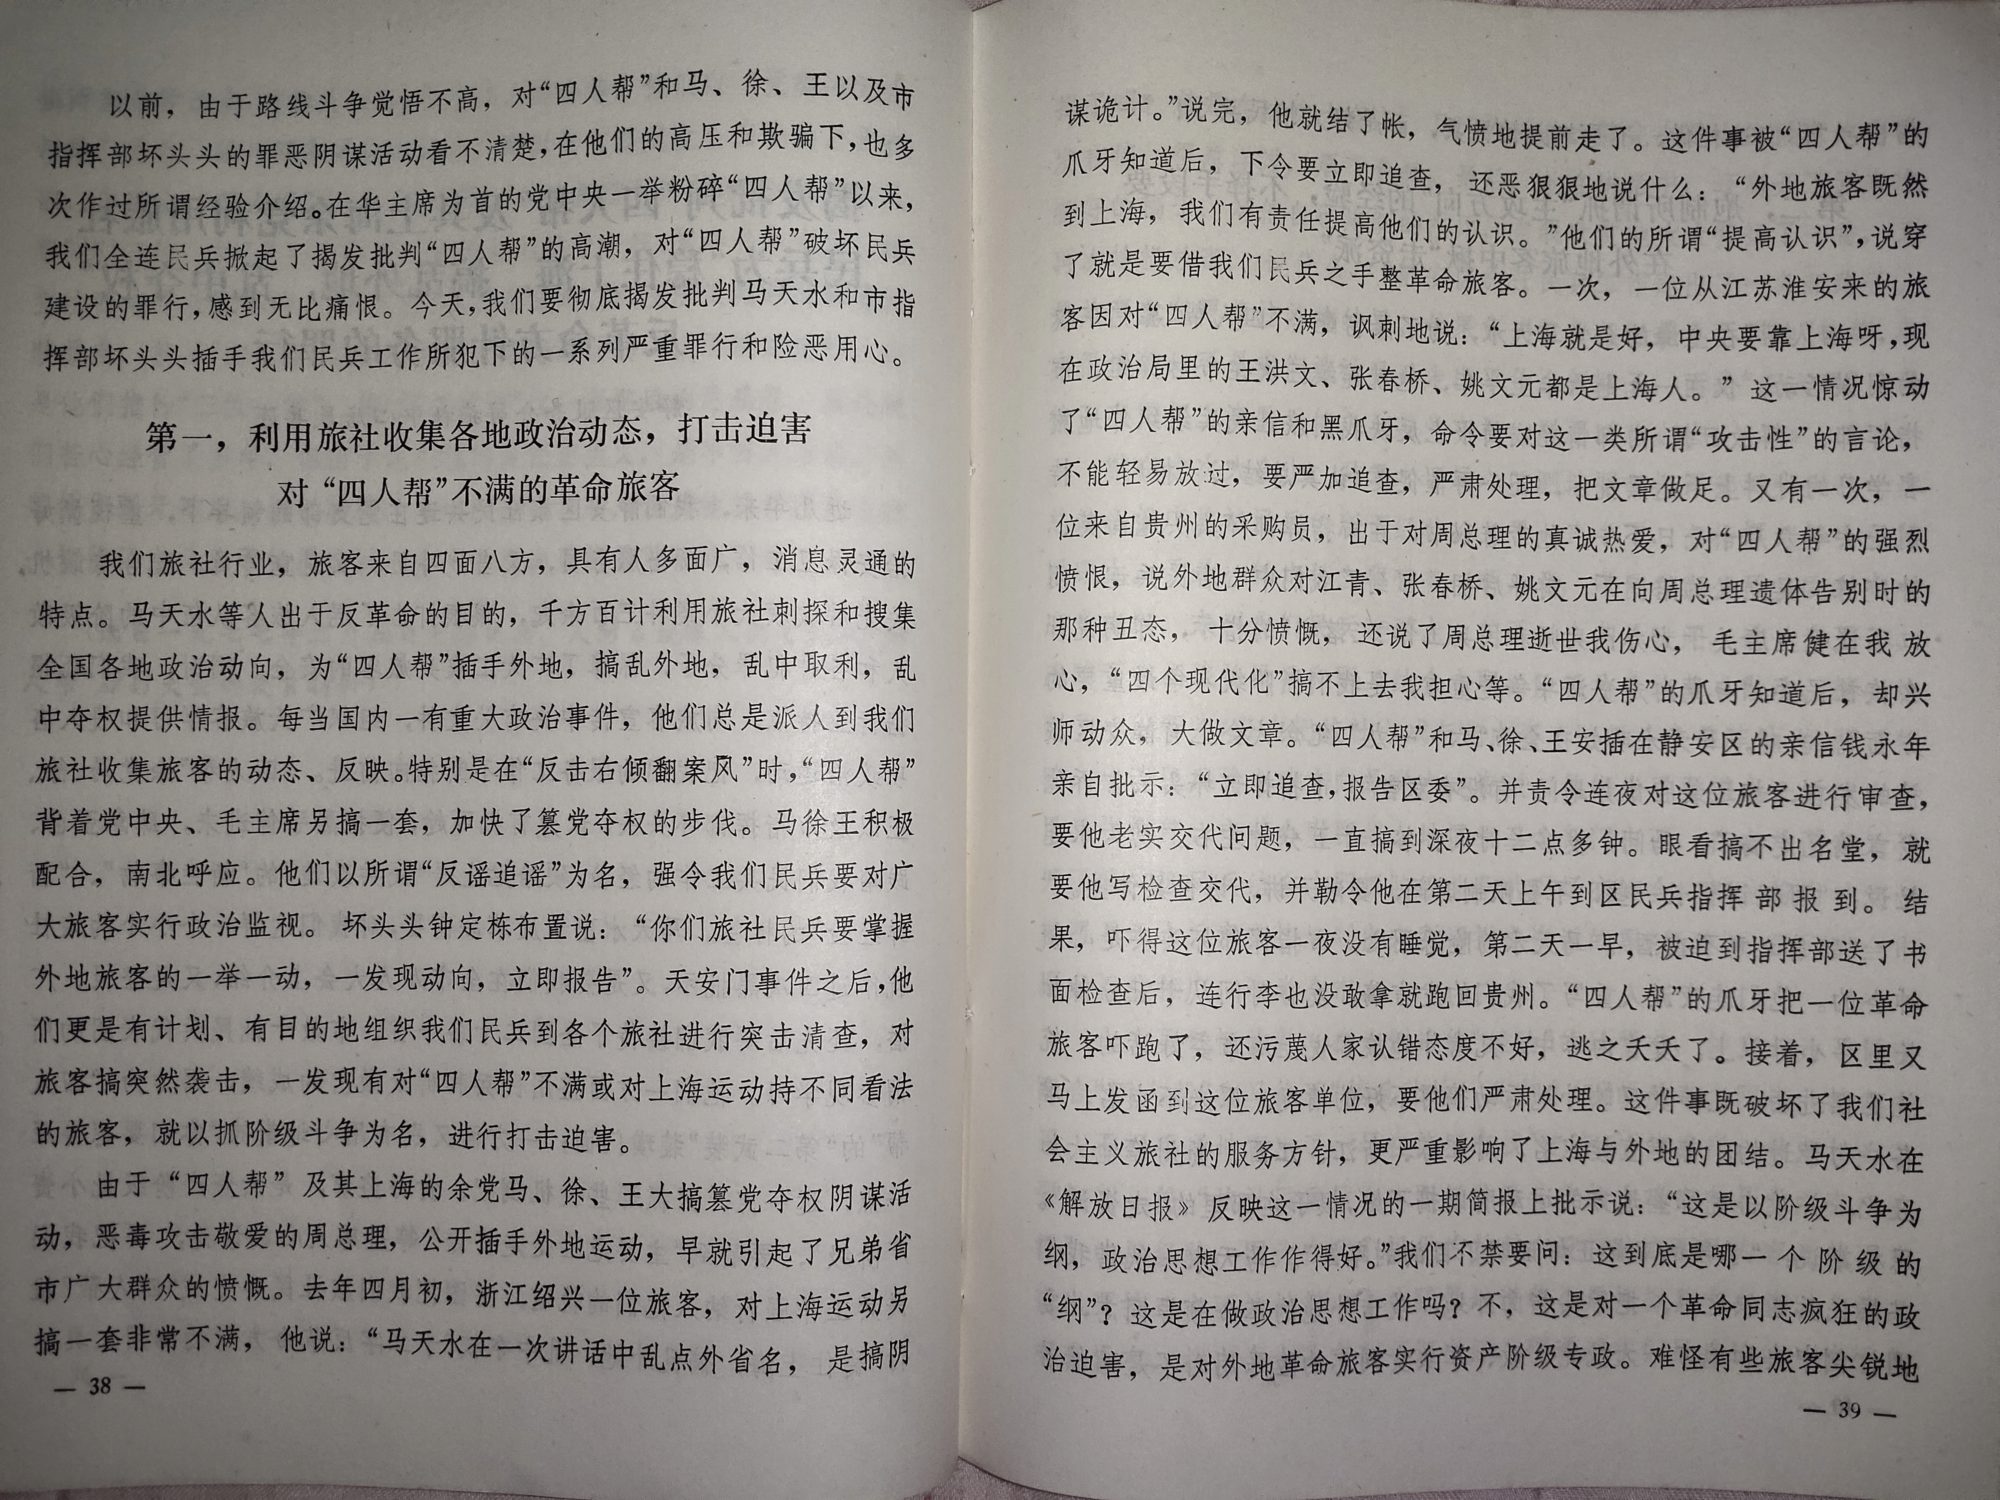 以前，由于路线斗争觉悟不高，对“四人帮”和马、徐、王以及市
指挥部坏头头的罪恶阴谋活动看不清楚，在他们的高压和欺骗下，也多
次作过所谓经验介绍。在华主席为首的党中央一举粉碎“四人帮”以来，
我们全连民兵掀起了揭发批判“四人帮”的高潮，对“四人帮”破坏民兵
建设的罪行，感到无比痛恨。今天，我们要彻底揭发批判马天水和市指
挥部坏头头插手我们民兵工作所犯下的一系列严重罪行和险恶用心。
第一，利用旅社收集各地政治动态，打击迫害
对“四人帮”不满的革命旅客
我们旅社行业，旅客来自四面八方，具有人多面广，消息灵通的
特点。马天水等人出于反革命的目的，千方百计利用旅社刺探和搜集
全国各地政治动向，为“四人帮”插手外地，搞乱外地，乱中取利，乱
中夺权提供情报。每当国内一有重大政治事件，他们总是派人到我们
旅社收集旅客的动态、反映。特别是在“反击右倾翻案风”时，“四人帮”
背着党中央、毛主席另搞一套，加快了篡党夺权的步伐。马徐王积极
配合，南北呼应。他们以所谓“反谣追谣”为名，强令我们民兵要对广
大旅客实行政治监视。坏头头钟定栋布置说：“你们旅社民兵要掌握
外地旅客的一举一动，一发现动向，立即报告”。天安门事件之后，他
们更是有计划、有目的地组织我们民兵到各个旅社进行突击清查，对
旅客搞突然袭击，一发现有对“四人帮”不满或对上海运动持不同看法
的旅客，就以抓阶级斗争为名，进行打击迫害。
由于“四人帮”及其上海的余党马、徐、王大搞篡党夺权阴谋活
动，恶毒攻击敬爱的周总理，公开插手外地运动，早就引起了兄弟省
市广大群众的愤慨。去年四月初，浙江绍兴一位旅客，对上海运动另
搞一套非常不满，他说：“马天水在一次讲话中乱点外省名，是搞阴
— 38 —
谋诡计。”说完，他就结了帐，气愤地提前走了。这件事被“四人帮”的
爪牙知道后，下令要立即追查，还恶狠狠地说什么：“外地旅客既然
到上海，我们有责任提高他们的认识。”他们的所谓“提高认识”，说穿
了就是要借我们民兵之手整革命旅客。一次，一位从江苏淮安来的旅
客因对“四人帮”不满，讽刺地说：“上海就是好，中央要靠上海呀，现
在政治局里的王洪文、张春桥、姚文元都是上海人。”这一情况惊动
了“四人帮”的亲信和黑爪牙，命令要对这一类所谓“攻击性”的言论，
不能轻易放过，要严加追查，严肃处理，把文章做足。又有一次，一
位来自贵州的采购员，出于对周总理的真诚热爱，对“四人帮”的强烈
愤恨，说外地群众对江青、张春桥、姚文元在向周总理遗体告别时的
那种丑态，十分愤慨，还说了周总理逝世我伤心，毛主席健在我放
心，“四个现代化”搞不上去我担心等。“四人帮”的爪牙知道后，却兴
师动众，大做文章。“四人帮”和马、徐、王安插在静安区的亲信钱永年
亲自批示：“立即追查，报告区委”。并责令连夜对这位旅客进行审查，
要他老实交代问题，一直搞到深夜十二点多钟。眼看搞不出名堂，就
要他写检查交代，并勒令他在第二天上午到区民兵指挥部报到。结
果，吓得这位旅客一夜没有睡觉，第二天一早，被迫到指挥部送了书
面检查后，连行李也没敢拿就跑回贵州。“四人帮”的爪牙把一位革命
旅客吓跑了，还污蔑人家认错态度不好，逃之夭夭了。接着，区里又
马上发函到这位旅客单位，要他们严肃处理。这件事既破坏了我们社
会主义旅社的服务方针，更严重影响了上海与外地的团结。马天水在
《解放日报》反映这一情况的一期简报上批示说：“这是以阶级斗争为
纲，政治思想工作作得好。”我们不禁要问：这到底是哪一个阶级的
“纲”？这是在做政治思想工作吗？不，这是对一个革命同志疯狂的政
治迫害，是对外地革命旅客实行资产阶级专政。难怪有些旅客尖锐地
— 39 —